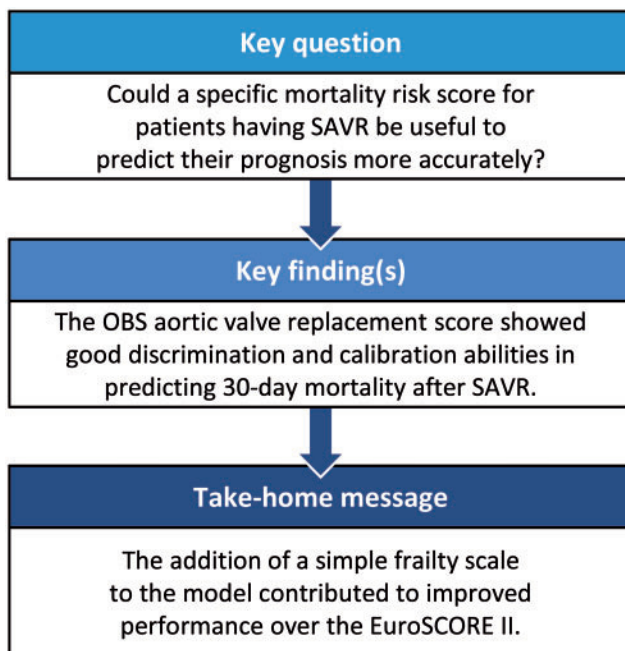 Key question
Could a specific mortality risk score for
patients having SAVR be useful to
predict their prognosis more accurately?
Key finding(s)
The OBS aortic valve replacement score showed
good discrimination and calibration abilities in
predicting 30-day mortality after SAVR.
Take-home message
The addition of a simple frailty scale
to the model contributed to improved
performance over the EuroSCORE II.